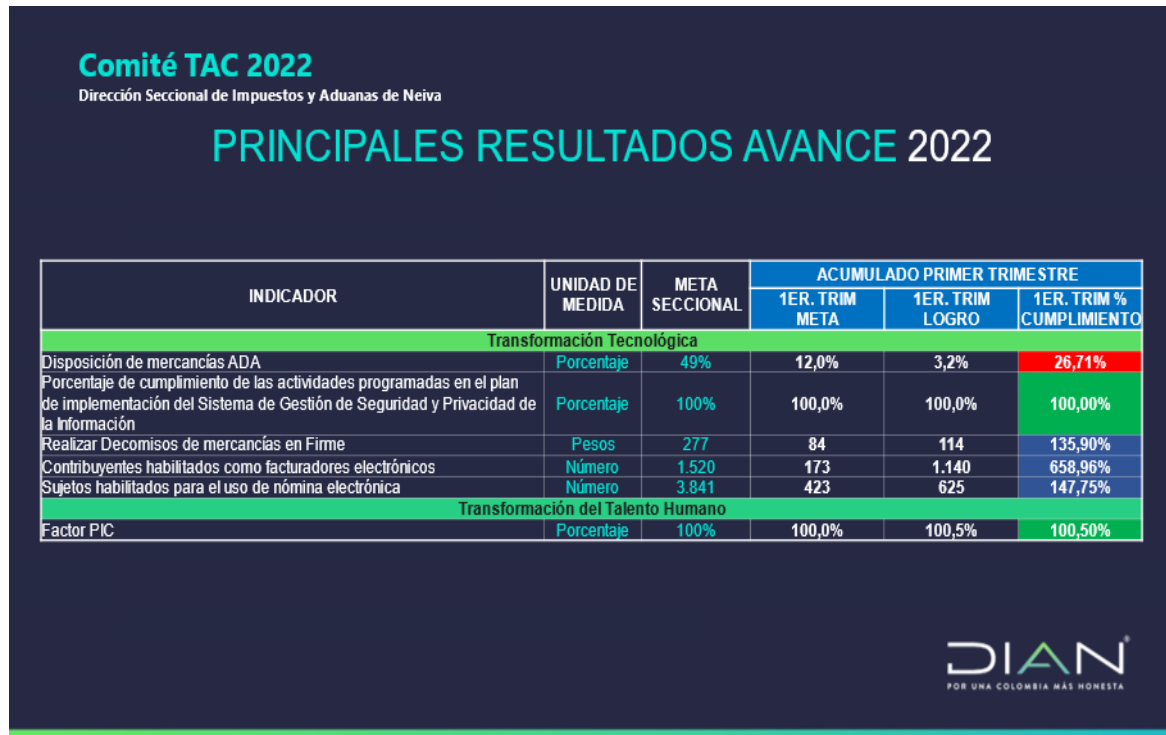 Comité TAC 2022
Dirección Seccional de Impuestos y Aduanas de Neiva
PRINCIPALES RESULTADOS AVANCE 2022
INDICADOR
UNIDAD DE
MEDIDA
META
SECCIONAL
ACUMULADO PRIMER TRIMESTRE
1ER. TRIM
META
1ER. TRIM
LOGRO
1ER. TRIM %
CUMPLIMIENTO
Transformación Tecnológica
Disposición de mercancías ADA Porcentaje 49% 12,0% 3,2% 26,71%
Porcentaje de cumplimiento de las actividades programadas en el plan
de implementación del Sistema de Gestión de Seguridad y Privacidad de
la Información
Porcentaje 100% 100,0% 100,0% 100,00%
Realizar Decomisos de mercancías en Firme Pesos 277 84 114 135,90%
Contribuyentes habilitados como facturadores electrónicos Número 1.520 173 1.140 658,96%
Sujetos habilitados para el uso de nómina electrónica Número 3.841 423 625 147,75%
Transformación del Talento Humano
Factor PIC Porcentaje 100% 100,0% 100,5% 100,50%
DIAN®
POR UNA COLOMBIA MÁS HONESTA